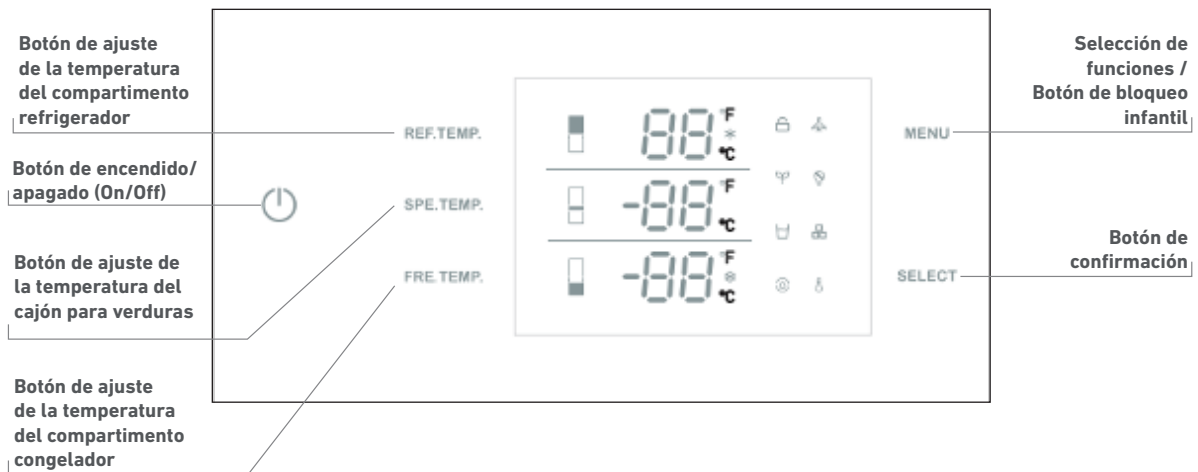 Botón de ajuste
de la temperatura
del compartimento
refrigerador
Botón de encendido/
apagado (On/Off)
Botón de ajuste de
la temperatura del
cajón para verduras
Botón de ajuste
de la temperatura
del compartimento
congelador
REF.TEMP.
SPE.TEMP.
FRE.TEMP.
88 °F °C
-88 °F °C
-88 °F °C
MENU
SELECT
Selección de
funciones /
Botón de bloqueo
infantil
Botón de
confirmación